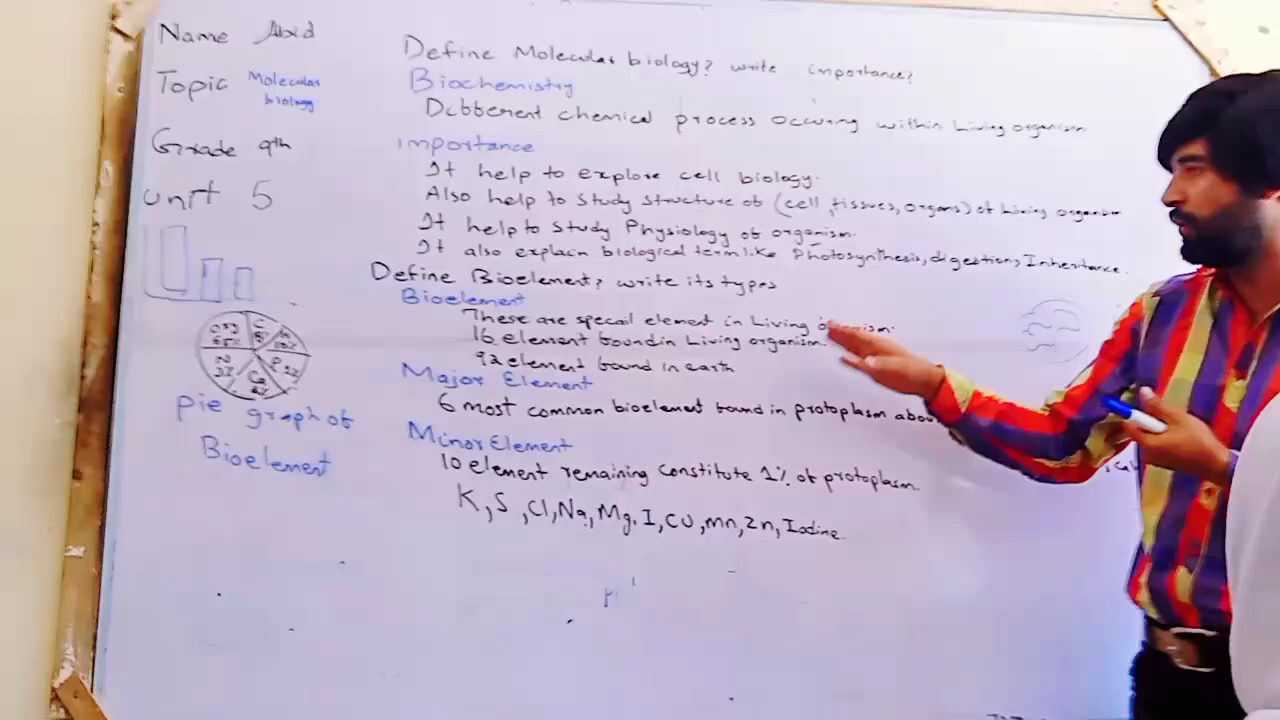 Name Abid
Topic Molecular
biology
Grade 9th
Unit 5
Define Molecular biology? write importance?
Biochemistry
Different chemical process occuring within Living organism
importance
It help to explore cell biology.
Also help to study structure of (cell, tissues, organs) of Living organism
It help to study Physiology of organism.
It also explain biological term like Photosynthesis, digestion, Inheritance.
Define Bioelement? write its types
Bioelement
These are special element in Living
16 element found in Living organism.
92 element found in earth
Major Element
6 most common bioelement found in protoplasm
Minor Element
10 element remaining constitute 1% of protoplasm.
K, S, Cl, Na, Mg, I, CU, mn, Zn, Iodine.
65%
C
N
3%
P
Ca
pie graph of
Bioelement